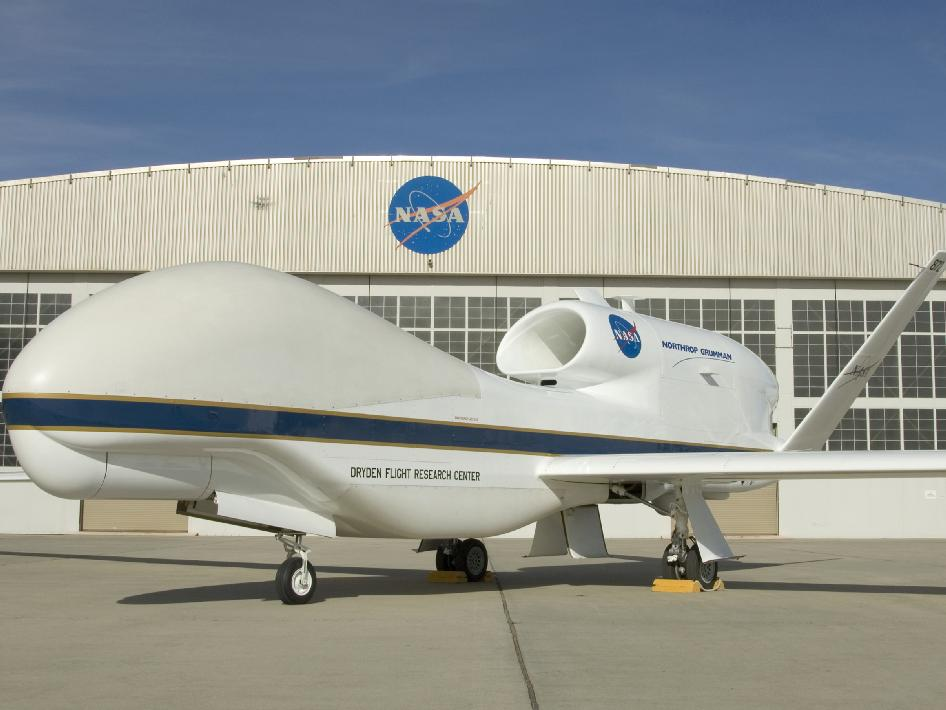 NASA
NASA
NORTHROP GRUMMAN
DRYDEN FLIGHT RESEARCH CENTER